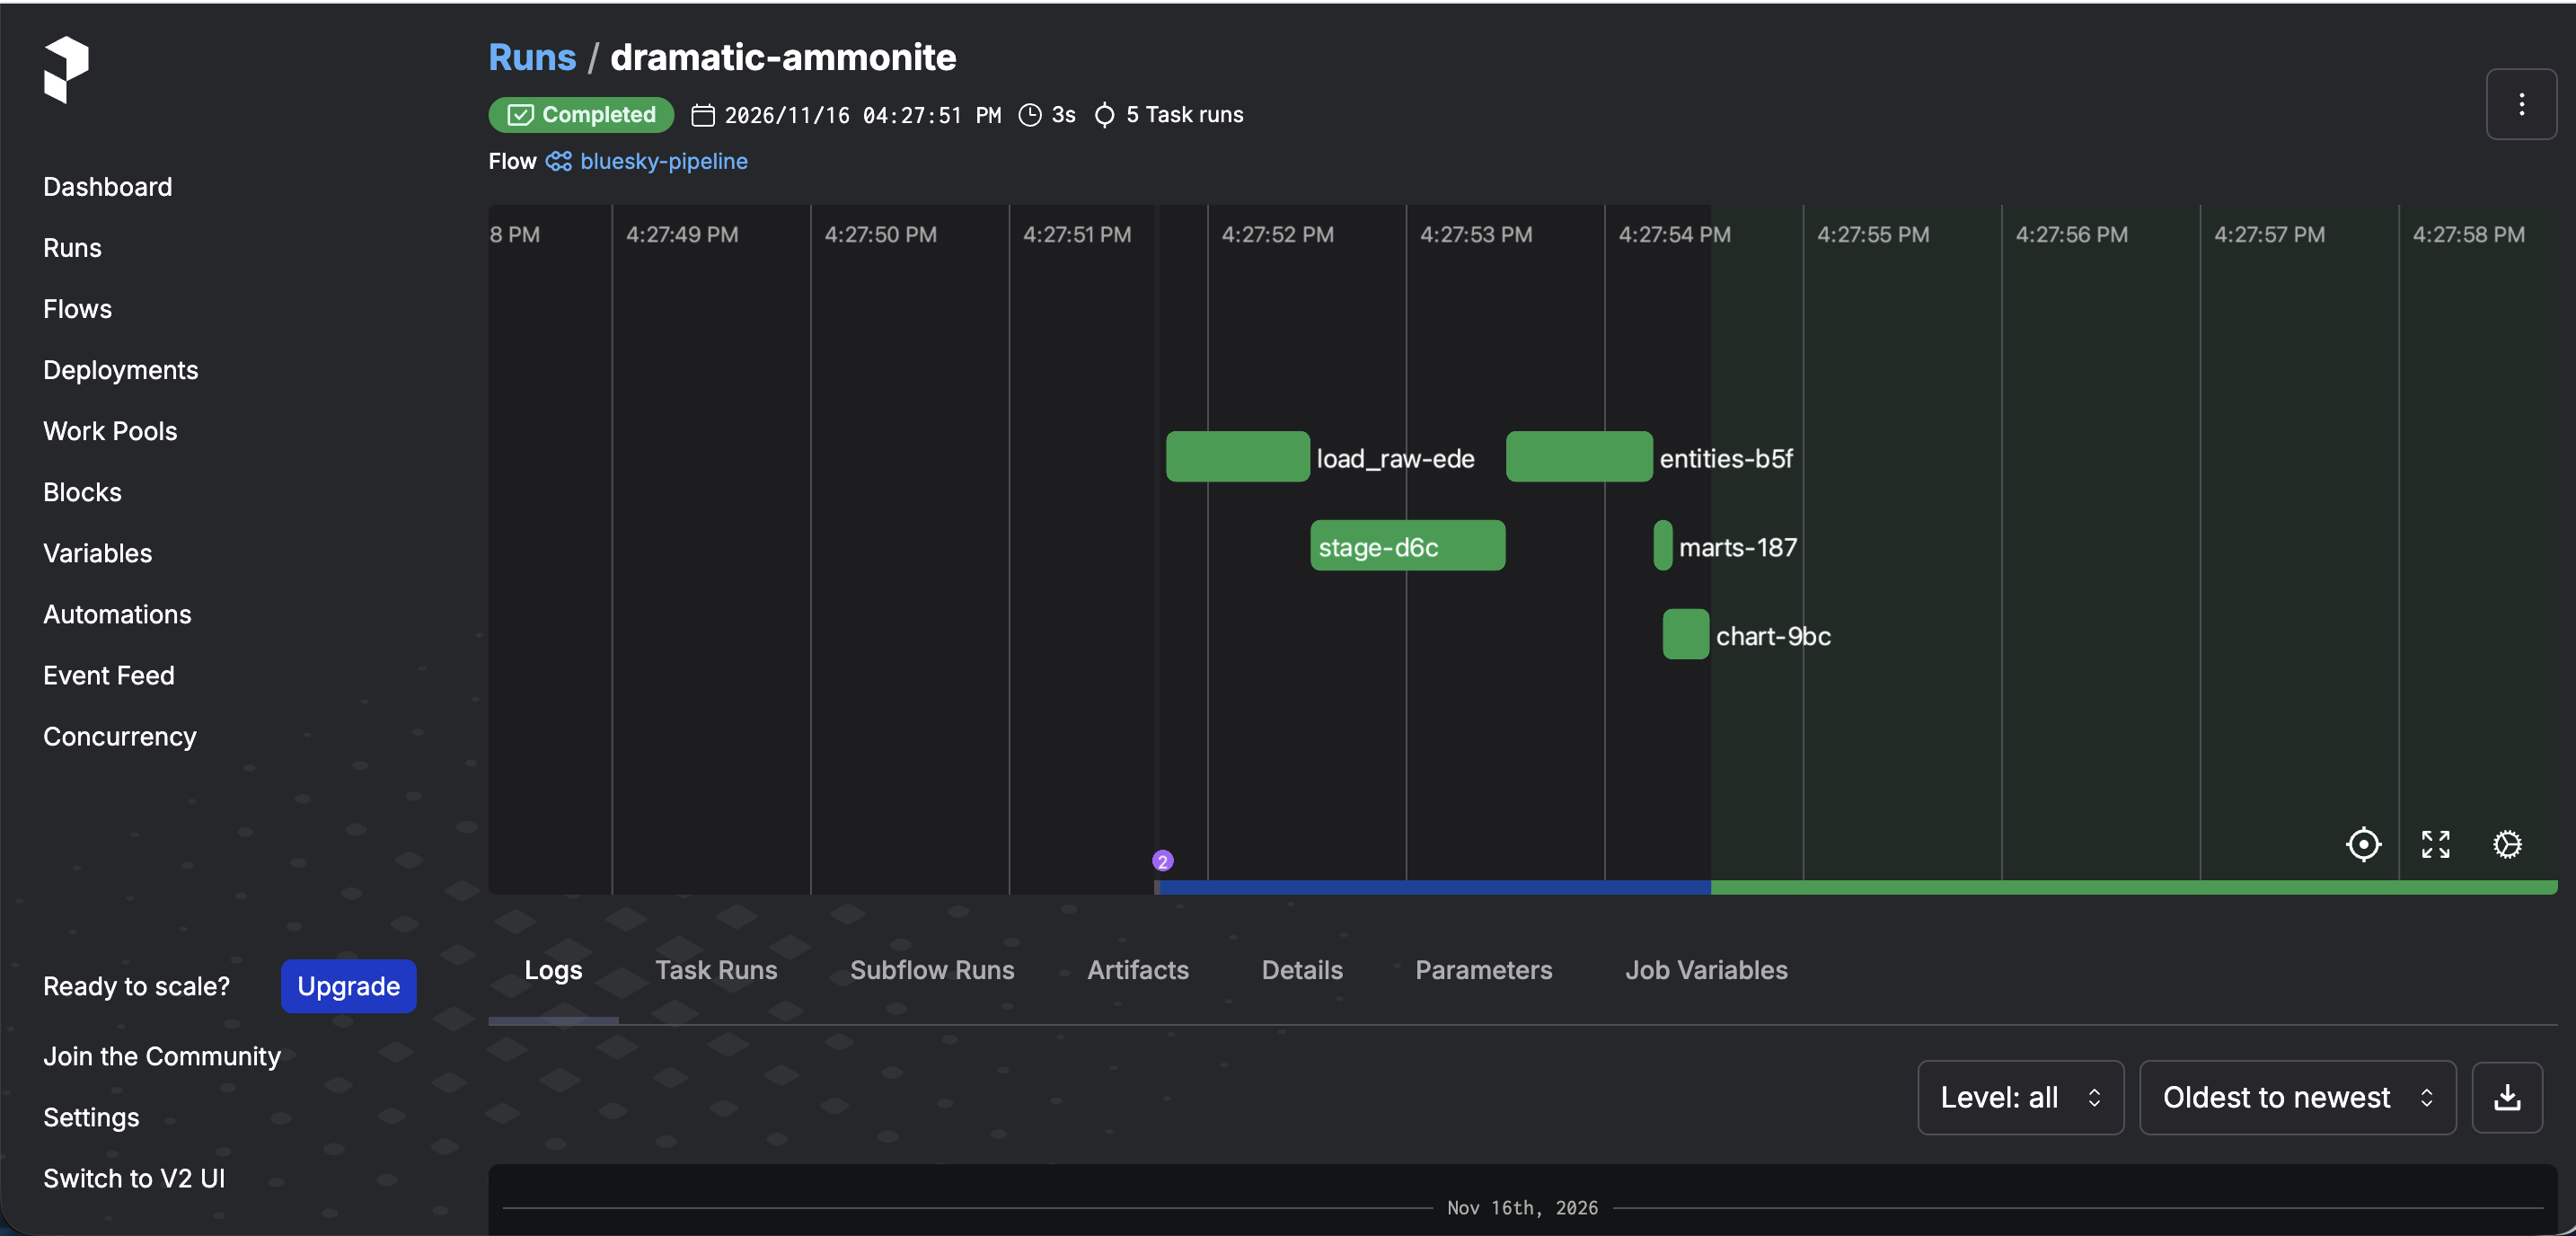 Runs / dramatic-ammonite
Completed 2026/11/16 04:27:51 PM 3s 5 Task runs
Flow bluesky-pipeline
Dashboard
Runs
Flows
Deployments
Work Pools
Blocks
Variables
Automations
Event Feed
Concurrency
Ready to scale? Upgrade
Join the Community
Settings
Switch to V2 UI
8 PM 4:27:49 PM 4:27:50 PM 4:27:51 PM 4:27:52 PM 4:27:53 PM 4:27:54 PM 4:27:55 PM 4:27:56 PM 4:27:57 PM 4:27:58 PM
load_raw-ede entities-b5f
stage-d6c marts-187
chart-9bc
2
Logs Task Runs Subflow Runs Artifacts Details Parameters Job Variables
Level: all Oldest to newest
Nov 16th, 2026